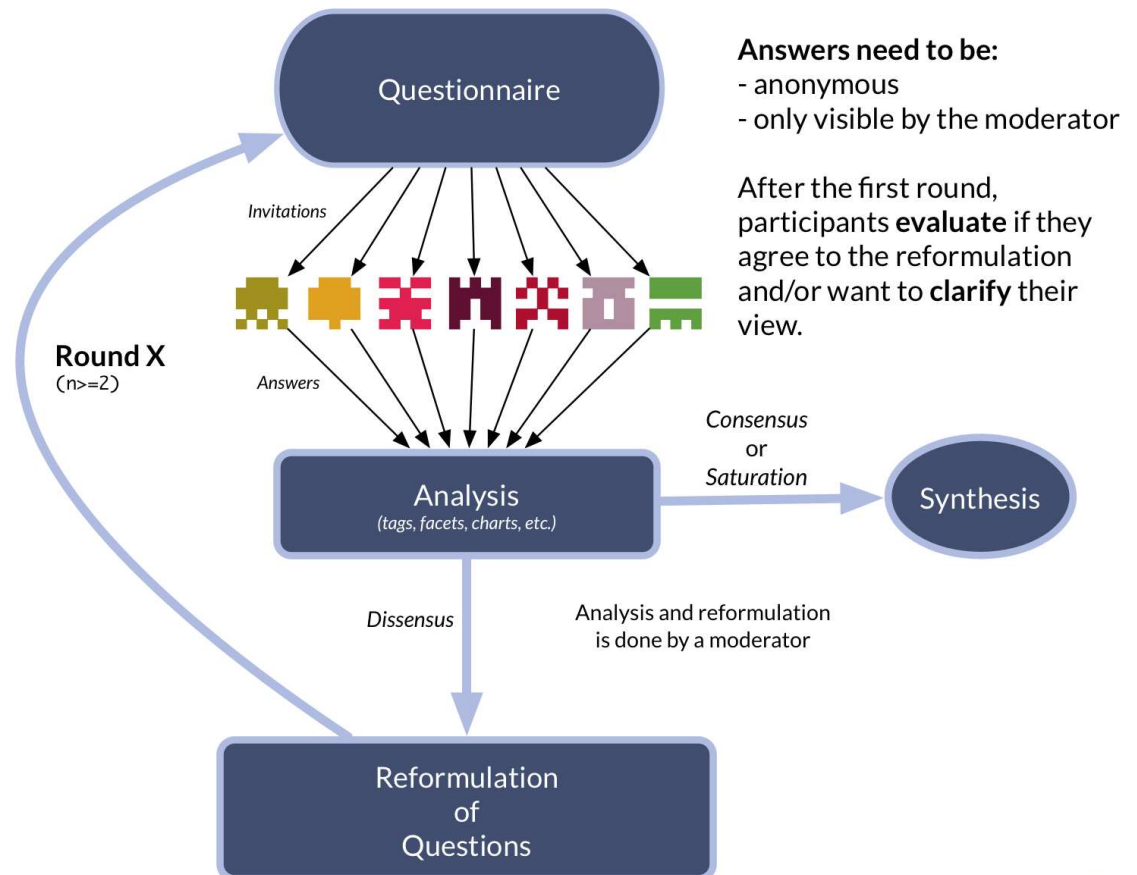 Questionnaire
Answers need to be:
- anonymous
- only visible by the moderator
After the first round,
participants evaluate if they
agree to the reformulation
and/or want to clarify their
view.
Invitations
Round X
(n>=2)
Answers
Consensus
or
Saturation
Analysis
(tags, facets, charts, etc.)
Synthesis
Dissensus
Analysis and reformulation
is done by a moderator
Reformulation
of
Questions